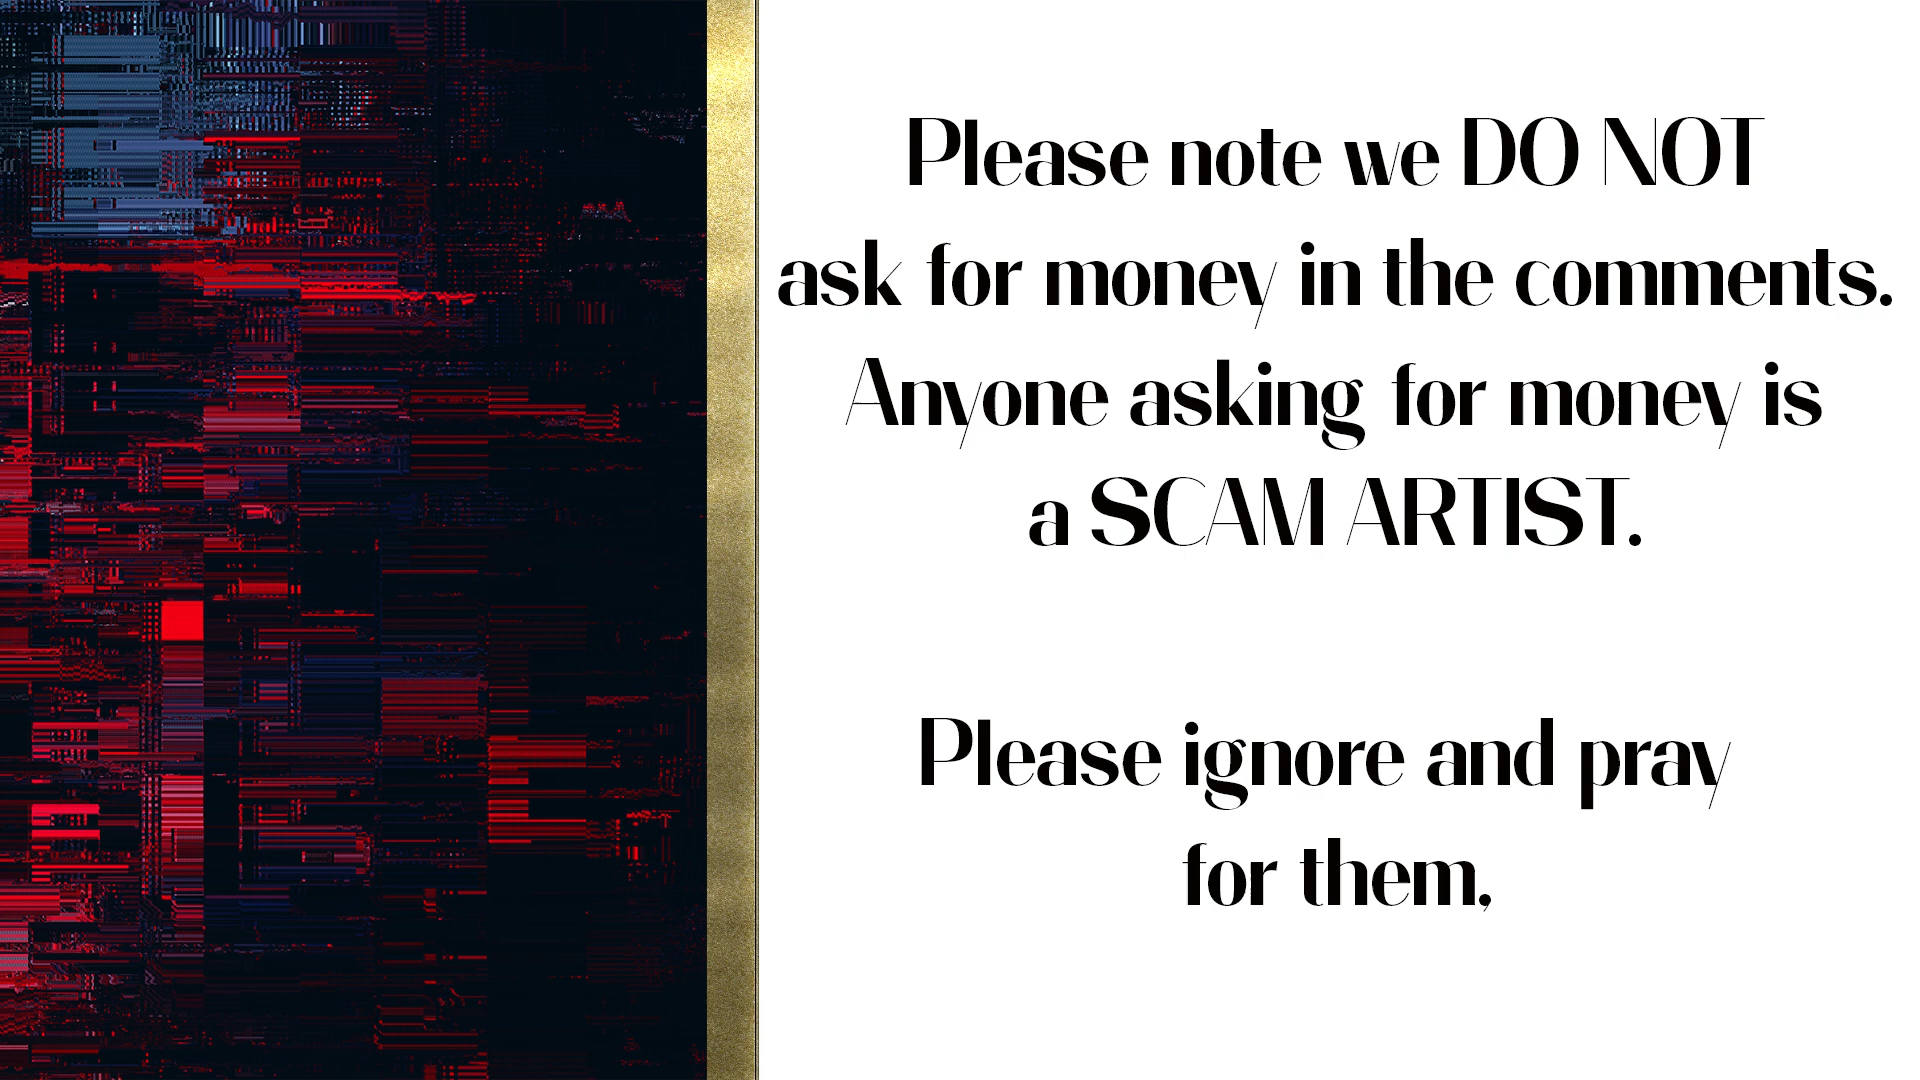 Please note we DO NOT
ask for money in the comments.
Anyone asking for money is
a SCAM ARTIST.
Please ignore and pray
for them,